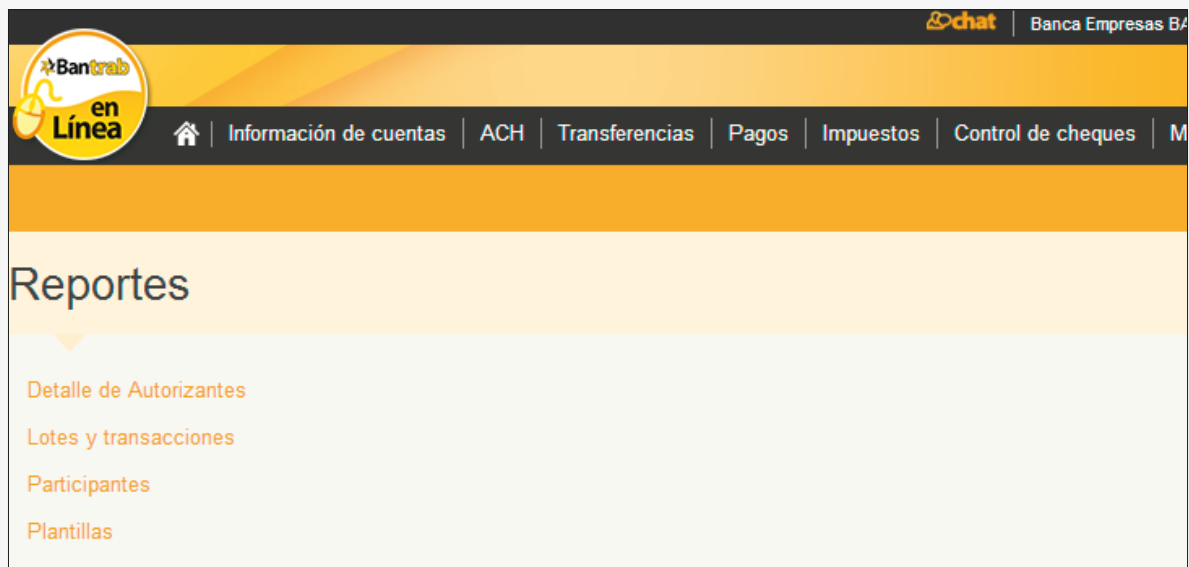 chat
Banca Empresas BA
Bantrab
en
Línea
Información de cuentas
ACH
Transferencias
Pagos
Impuestos
Control de cheques
M
Reportes
Detalle de Autorizantes
Lotes y transacciones
Participantes
Plantillas